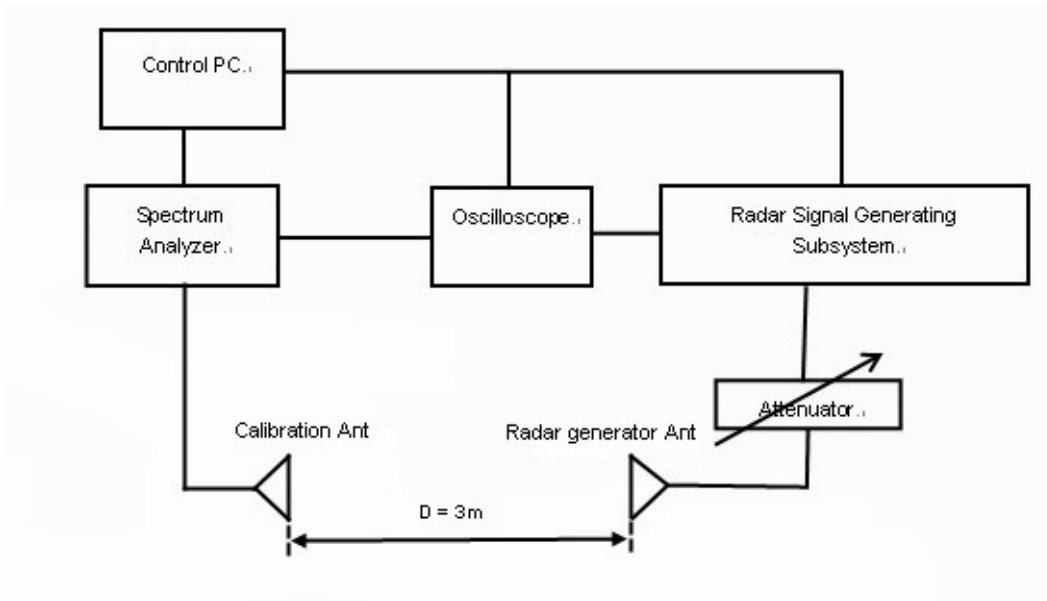 Control PC
Spectrum
Analyzer
Oscilloscope
Radar Signal Generating
Subsystem
Attenuator
Calibration Ant
Radar generator Ant
D = 3m